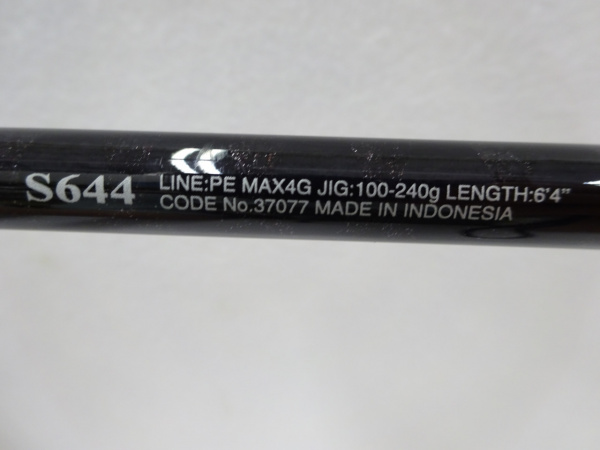 S644 LINE:PE MAX4G JIG:100-240g LENGTH:6'4"
CODE No.37077 MADE IN INDONESIA